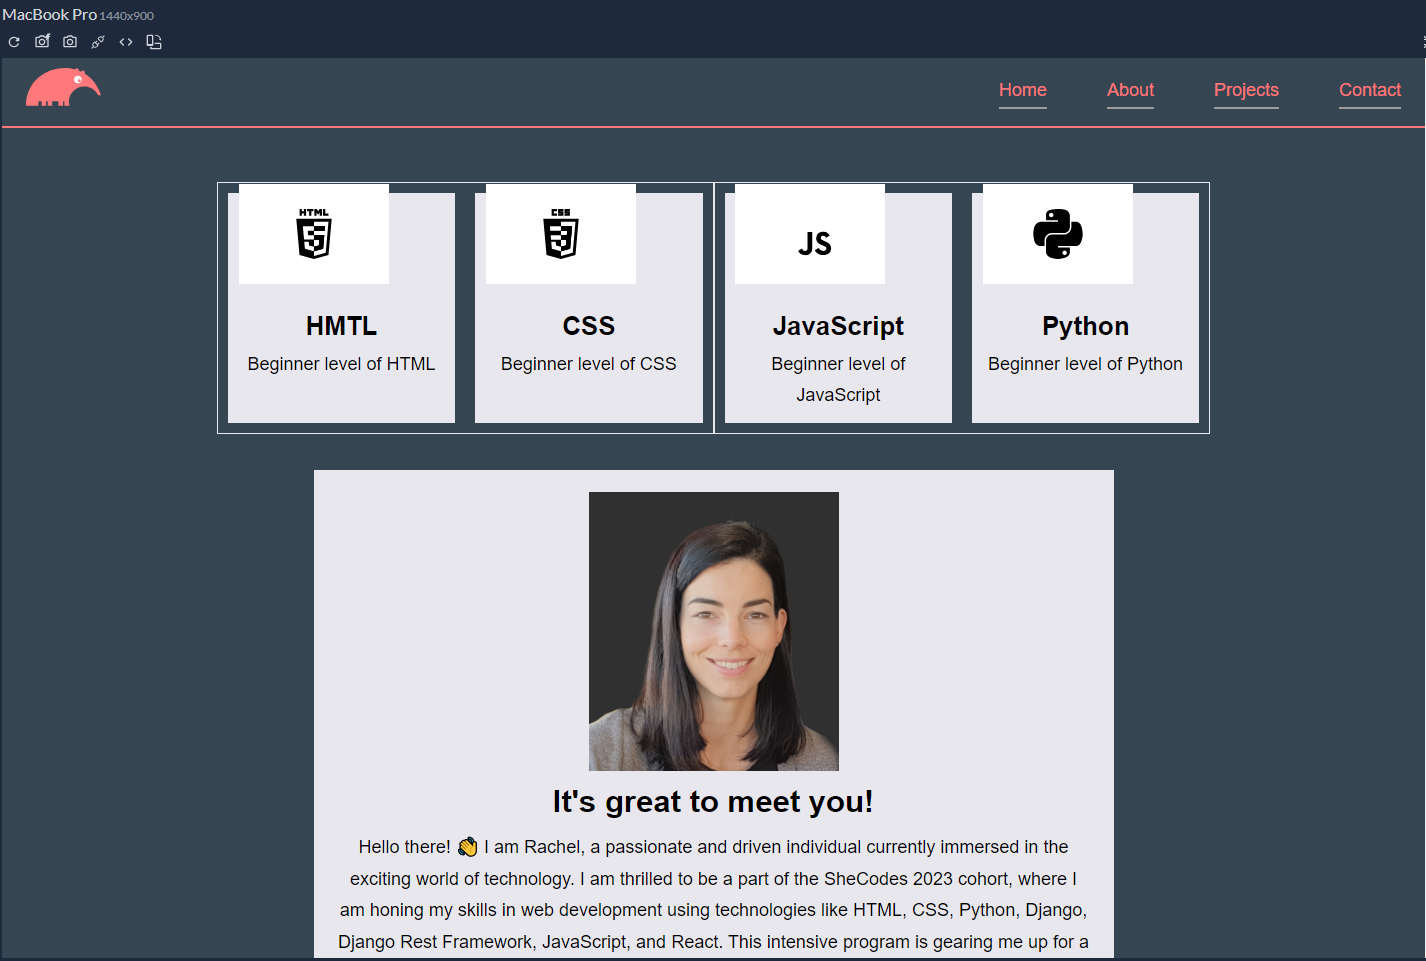 MacBook Pro 1440x900
Home About Projects Contact
HTML
CSS
JS
HMTL
Beginner level of HTML
CSS
Beginner level of CSS
JavaScript
Beginner level of
JavaScript
Python
Beginner level of Python
It's great to meet you!
Hello there! 👋 I am Rachel, a passionate and driven individual currently immersed in the
exciting world of technology. I am thrilled to be a part of the SheCodes 2023 cohort, where I
am honing my skills in web development using technologies like HTML, CSS, Python, Django,
Django Rest Framework, JavaScript, and React. This intensive program is gearing me up for a